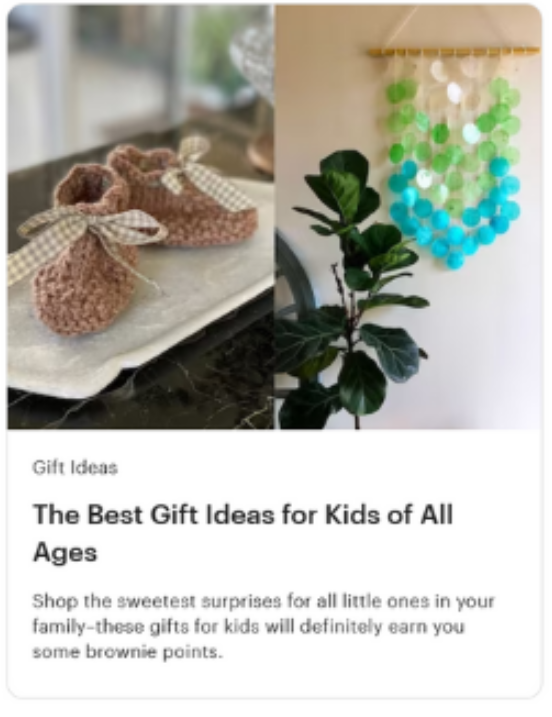 Gift Ideas
The Best Gift Ideas for Kids of All
Ages
Shop the sweetest surprises for all little ones in your
family–these gifts for kids will definitely earn you
some brownie points.